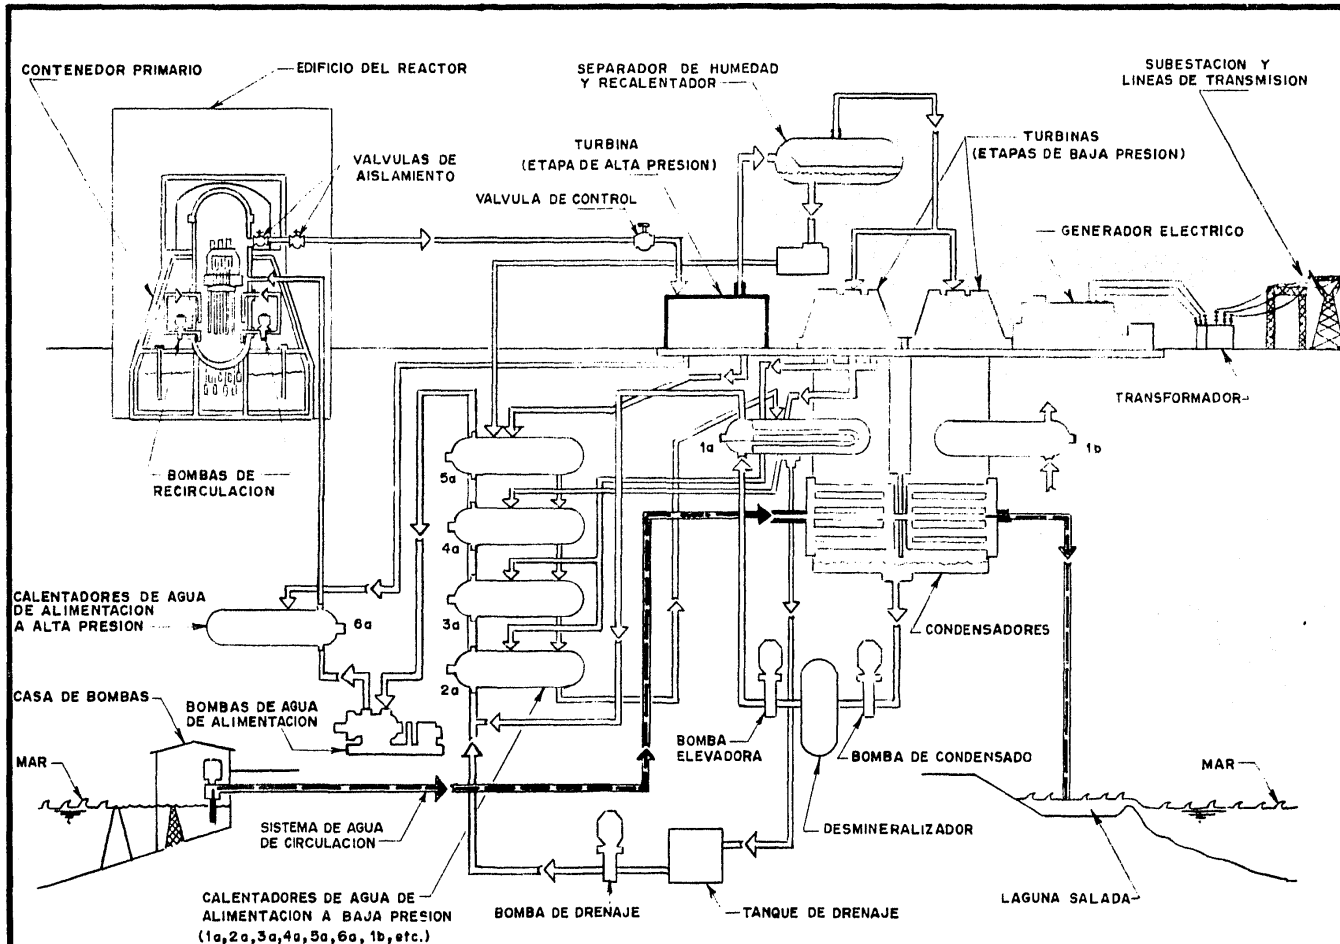 CONTENEDOR PRIMARIO
EDIFICIO DEL REACTOR
SEPARADOR DE HUMEDAD
Y RECALENTADOR
SUBESTACION Y
LINEAS DE TRANSMISION
VALVULAS DE
AISLAMIENTO
TURBINA
(ETAPA DE ALTA PRESION)
TURBINAS
(ETAPAS DE BAJA PRESION)
VALVULA DE CONTROL
GENERADOR ELECTRICO
TRANSFORMADOR
1a
1b
BOMBAS DE
RECIRCULACION
5a
4a
3a
2a
CALENTADORES DE AGUA
DE ALIMENTACION
A ALTA PRESION
6a
CONDENSADORES
CASA DE BOMBAS
BOMBAS DE AGUA
DE ALIMENTACION
BOMBA
ELEVADORA
BOMBA DE CONDENSADO
MAR
MAR
SISTEMA DE AGUA
DE CIRCULACION
DESMINERALIZADOR
CALENTADORES DE AGUA DE
ALIMENTACION A BAJA PRESION
(1a,2a,3a,4a,5a,6a, 1b,etc.)
BOMBA DE DRENAJE
TANQUE DE DRENAJE
LAGUNA SALADA